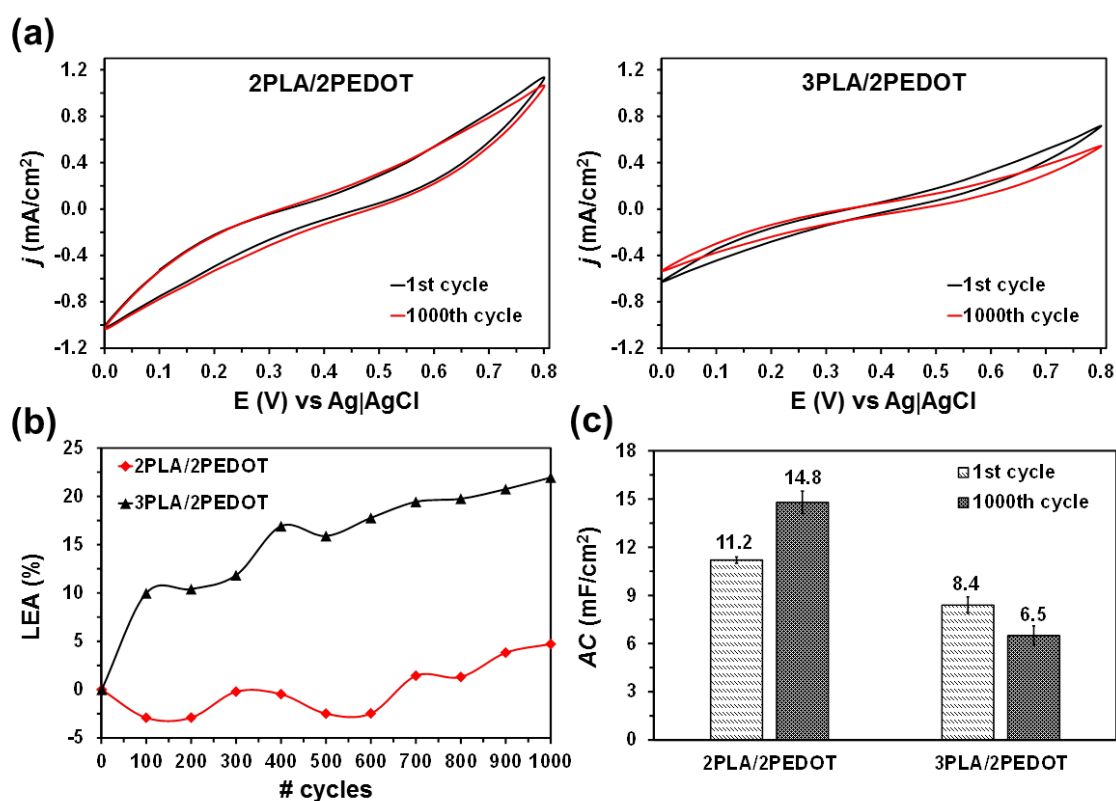 (a)
2PLA/2PEDOT
1.2
0.8
0.4
0.0
-0.4
-0.8
-1.2
j (mA/cm²)
1st cycle
1000th cycle
0.0 0.1 0.2 0.3 0.4 0.5 0.6 0.7 0.8
E (V) vs Ag|AgCl
3PLA/2PEDOT
1.2
0.8
0.4
0.0
-0.4
-0.8
-1.2
j (mA/cm²)
1st cycle
1000th cycle
0.0 0.1 0.2 0.3 0.4 0.5 0.6 0.7 0.8
E (V) vs Ag|AgCl
(b)
25
20
15
10
5
0
-5
LEA (%)
2PLA/2PEDOT
3PLA/2PEDOT
0 100 200 300 400 500 600 700 800 900 1000
# cycles
(c)
18
15
12
9
6
3
0
AC (mF/cm²)
1st cycle
1000th cycle
14.8
11.2
8.4
6.5
2PLA/2PEDOT 3PLA/2PEDOT